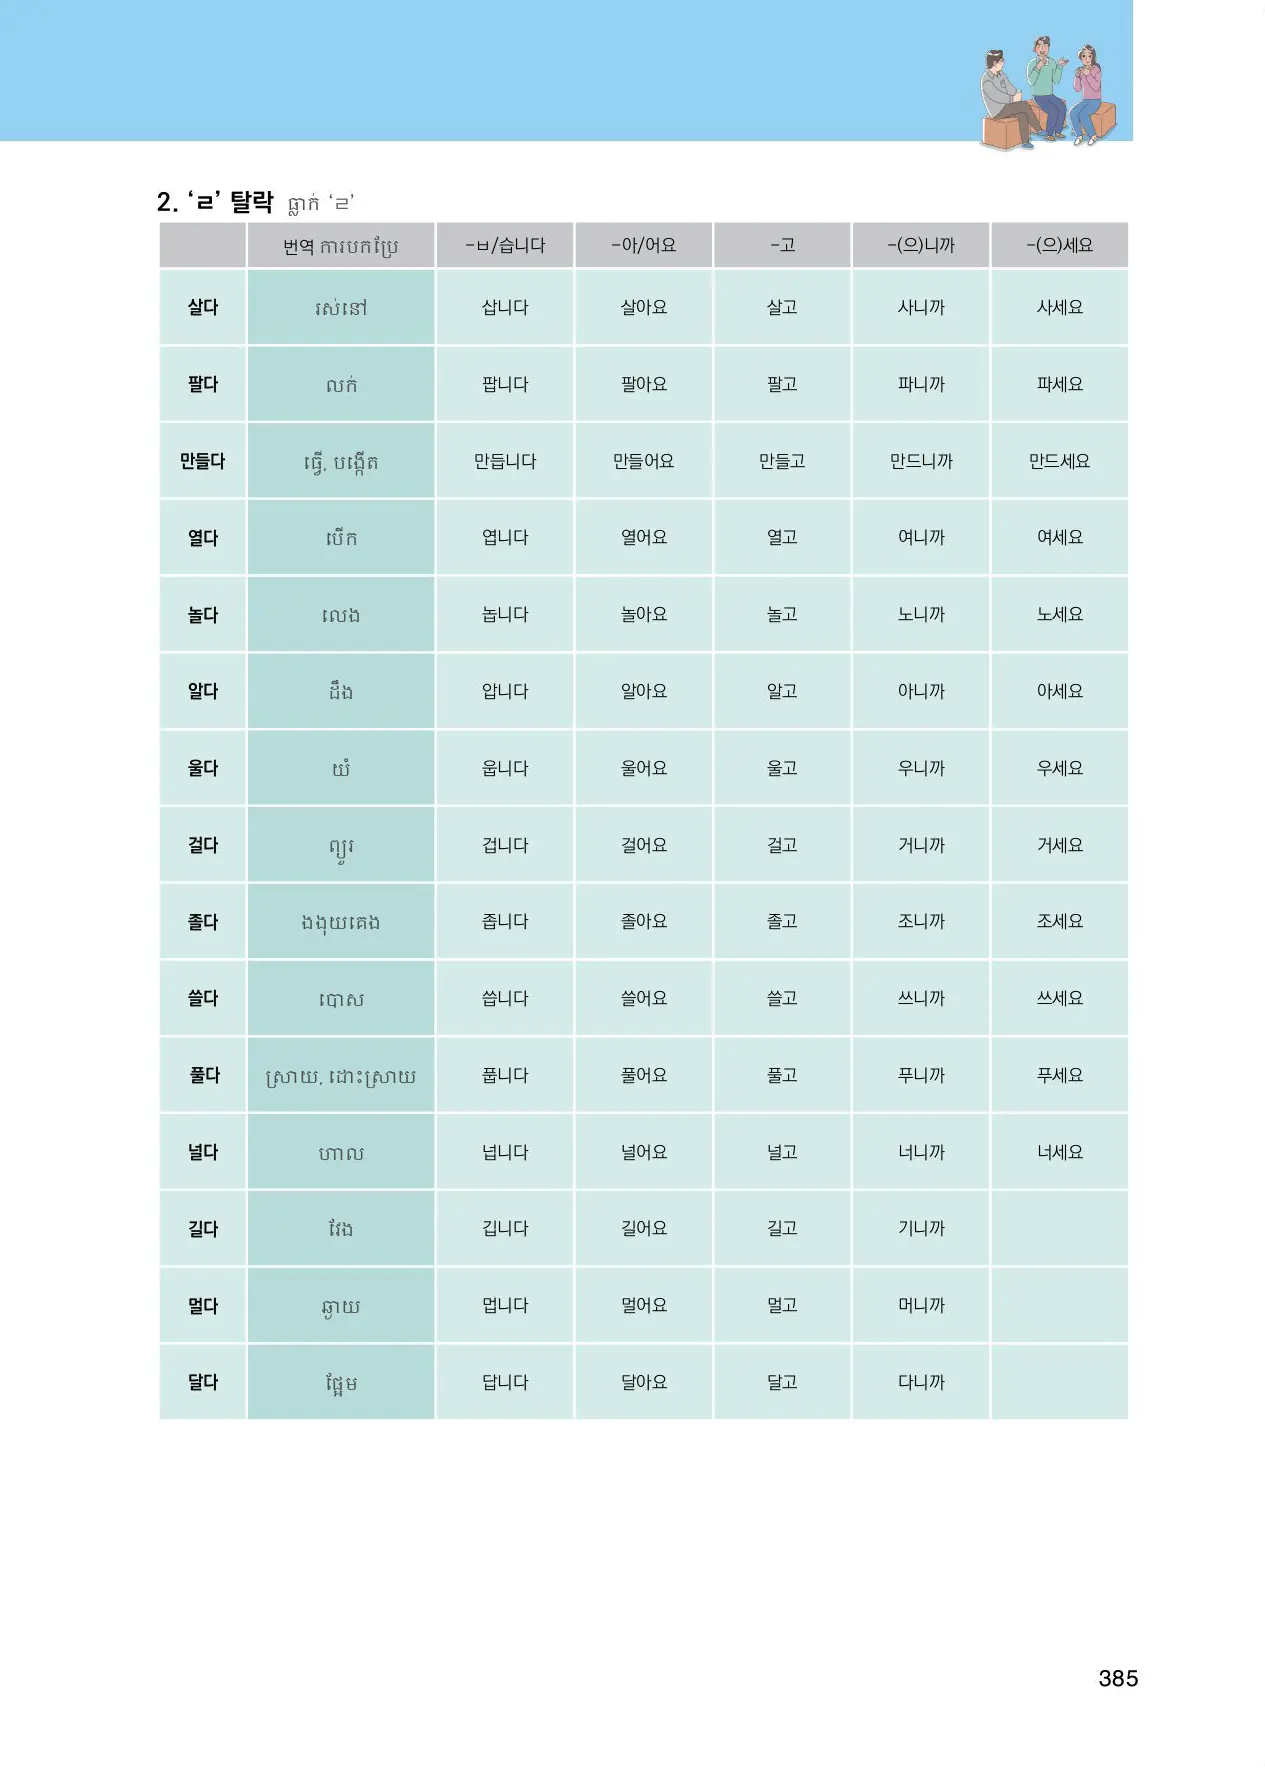 2. ‘ㄹ’ 탈락 ធ្លាក់ ‘ㄹ’
번역 ការបកប្រែ -ㅂ/습니다 -아/어요 -고 -(으)니까 -(으)세요
살다 រស់នៅ 삽니다 살아요 살고 사니까 사세요
팔다 លក់ 팝니다 팔아요 팔고 파니까 파세요
만들다 ធ្វើ, បង្កើត 만듭니다 만들어요 만들고 만드니까 만드세요
열다 បើក 엽니다 열어요 열고 여니까 여세요
놀다 លេង 놉니다 놀아요 놀고 노니까 노세요
알다 ដឹង 압니다 알아요 알고 아니까 아세요
울다 យំ 웁니다 울어요 울고 우니까 우세요
걸다 ព្យួរ 겁니다 걸어요 걸고 거니까 거세요
졸다 ងងុយគេង 좁니다 졸아요 졸고 조니까 조세요
쓸다 បោស 씁니다 쓸어요 쓸고 쓰니까 쓰세요
풀다 ស្រាយ, ដោះស្រាយ 풉니다 풀어요 풀고 푸니까 푸세요
널다 ហាល 넙니다 널어요 널고 너니까 너세요
길다 វែង 깁니다 길어요 길고 기니까
멀다 ឆ្ងាយ 멉니다 멀어요 멀고 머니까
달다 ផ្អែម 답니다 달아요 달고 다니까
385